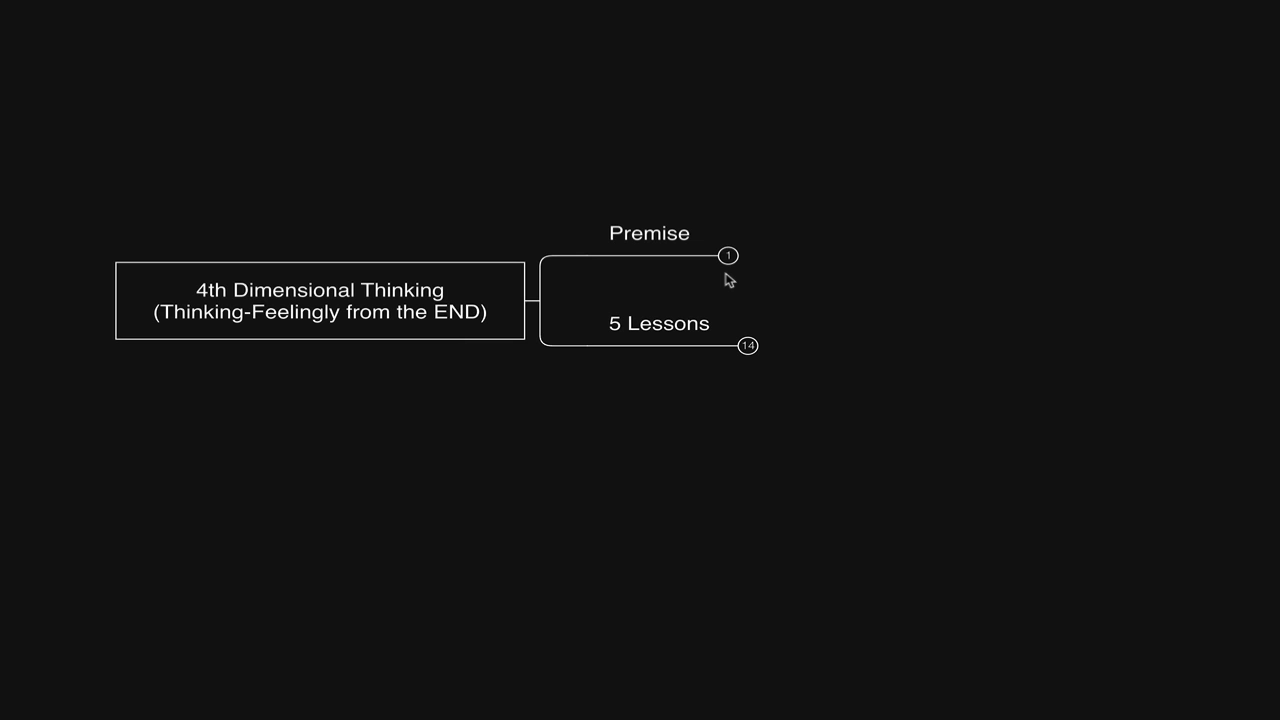 Premise
1
4th Dimensional Thinking
(Thinking-Feelingly from the END)
5 Lessons
14